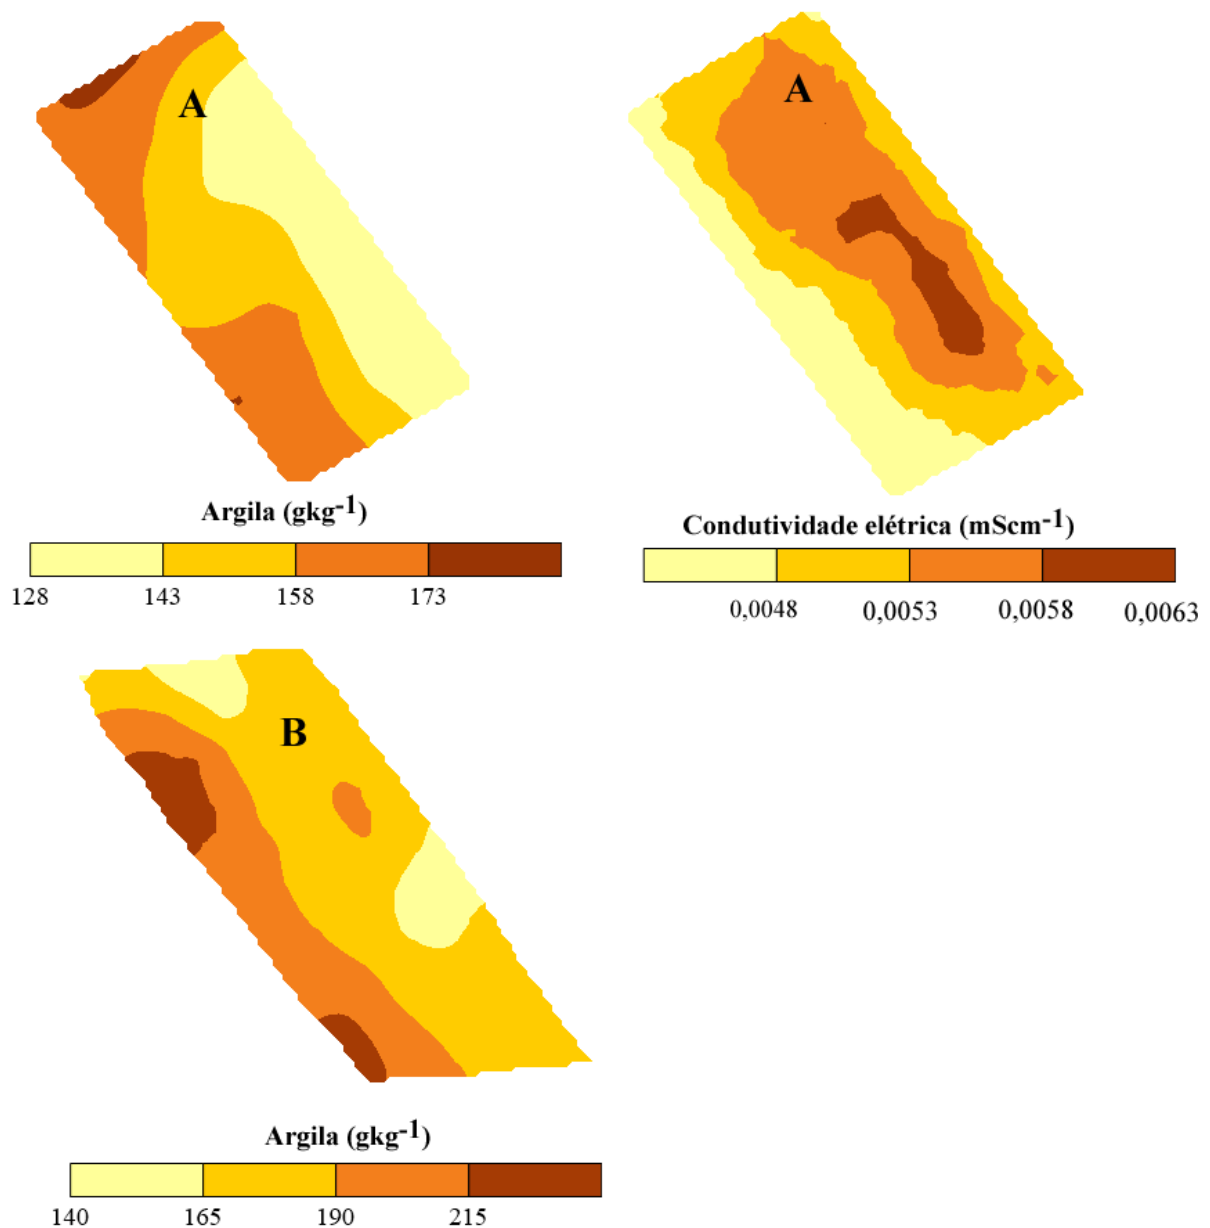 A
A
Argila (gkg-1)
128 143 158 173
Condutividade elétrica (mScm-1)
0,0048 0,0053 0,0058 0,0063
B
Argila (gkg-1)
140 165 190 215